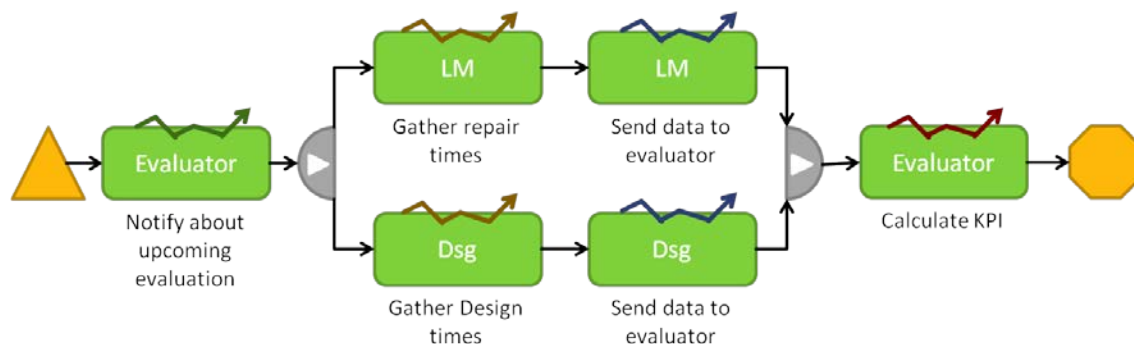 Evaluator
Notify about
upcoming
evaluation
LM
Gather repair
times
LM
Send data to
evaluator
Dsg
Gather Design
times
Dsg
Send data to
evaluator
Evaluator
Calculate KPI